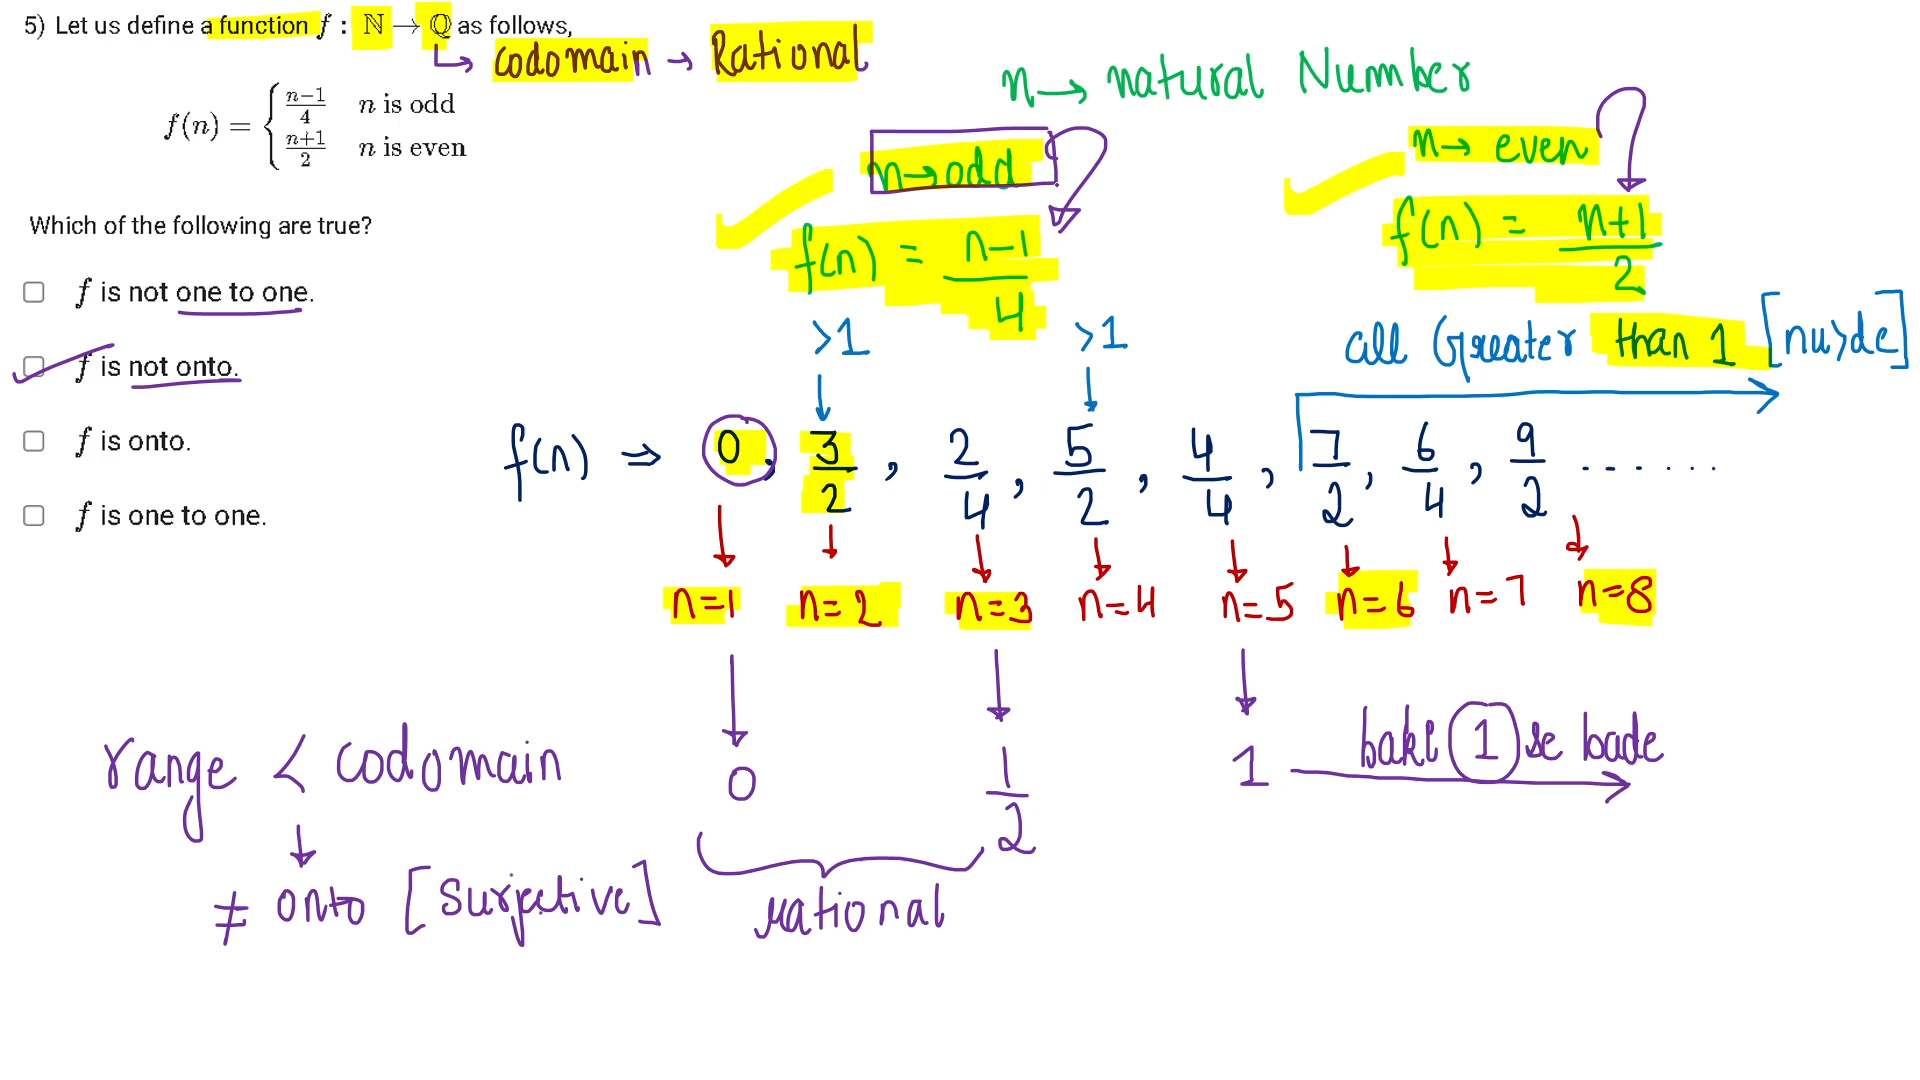 5) Let us define a function f : ℕ → ℚ as follows,
↳ codomain → Rational
f(n) = { (n−1)/4 n is odd
(n+1)/2 n is even
n → natural Number
n → odd
f(n) = (n−1)/4
n → even
f(n) = (n+1)/2
Which of the following are true?
f is not one to one.
f is not onto.
f is onto.
f is one to one.
>1 >1 all Greater than 1 [nu>de]
f(n) ⇒ 0, 3/2, 2/4, 5/2, 4/4, 7/2, 6/4, 9/2 .......
n=1 n=2 n=3 n=4 n=5 n=6 n=7 n=8
0 1/2 1 baki 1 se bade
range < codomain
≠ onto [Surjective]
rational